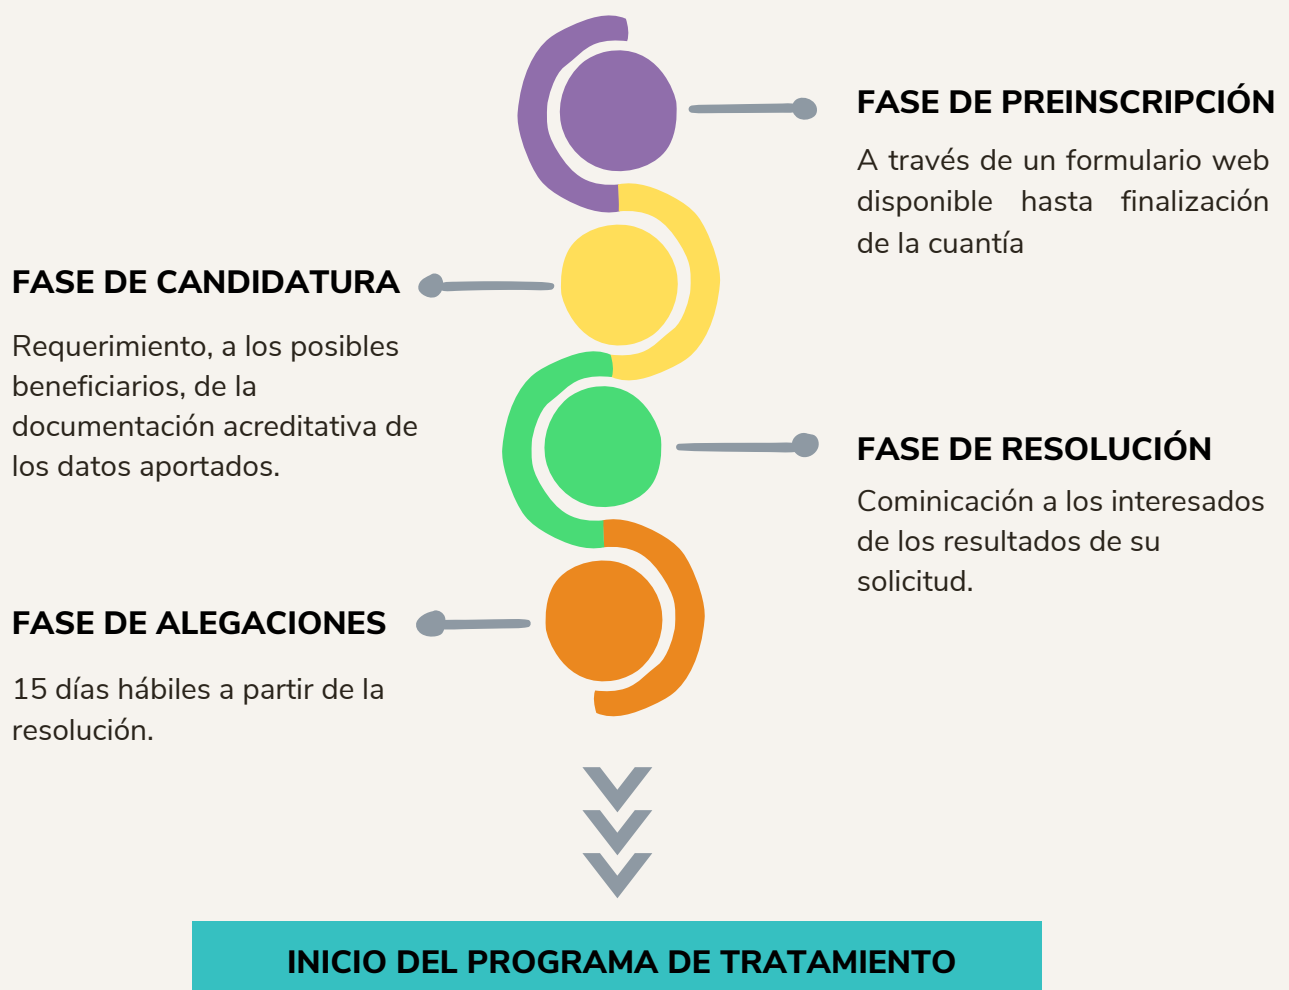 FASE DE PREINSCRIPCIÓN
A través de un formulario web
disponible hasta finalización
de la cuantía
FASE DE CANDIDATURA
Requerimiento, a los posibles
beneficiarios, de la
documentación acreditativa de
los datos aportados.
FASE DE RESOLUCIÓN
Cominicación a los interesados
de los resultados de su
solicitud.
FASE DE ALEGACIONES
15 días hábiles a partir de la
resolución.
INICIO DEL PROGRAMA DE TRATAMIENTO